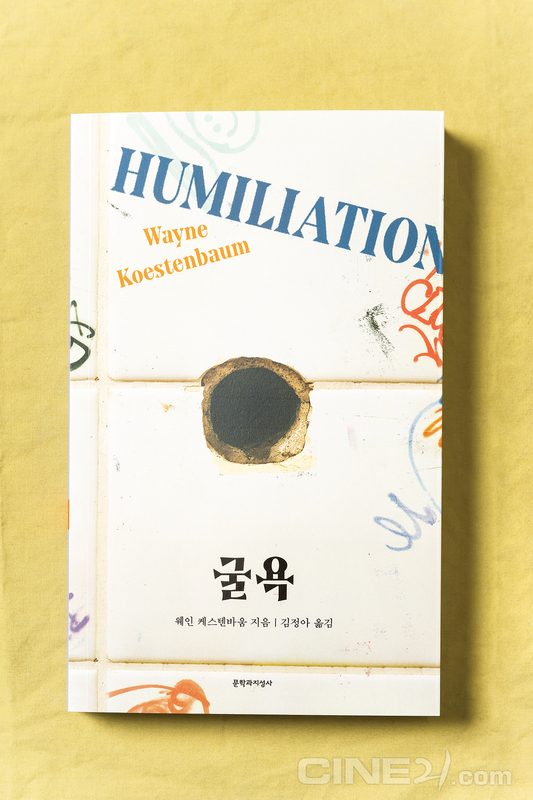 HUMILIATION
Wayne
Koestenbaum
굴욕
웨인 케스텐바움 지음 | 김정아 옮김
문학과지성사
CINE21.com